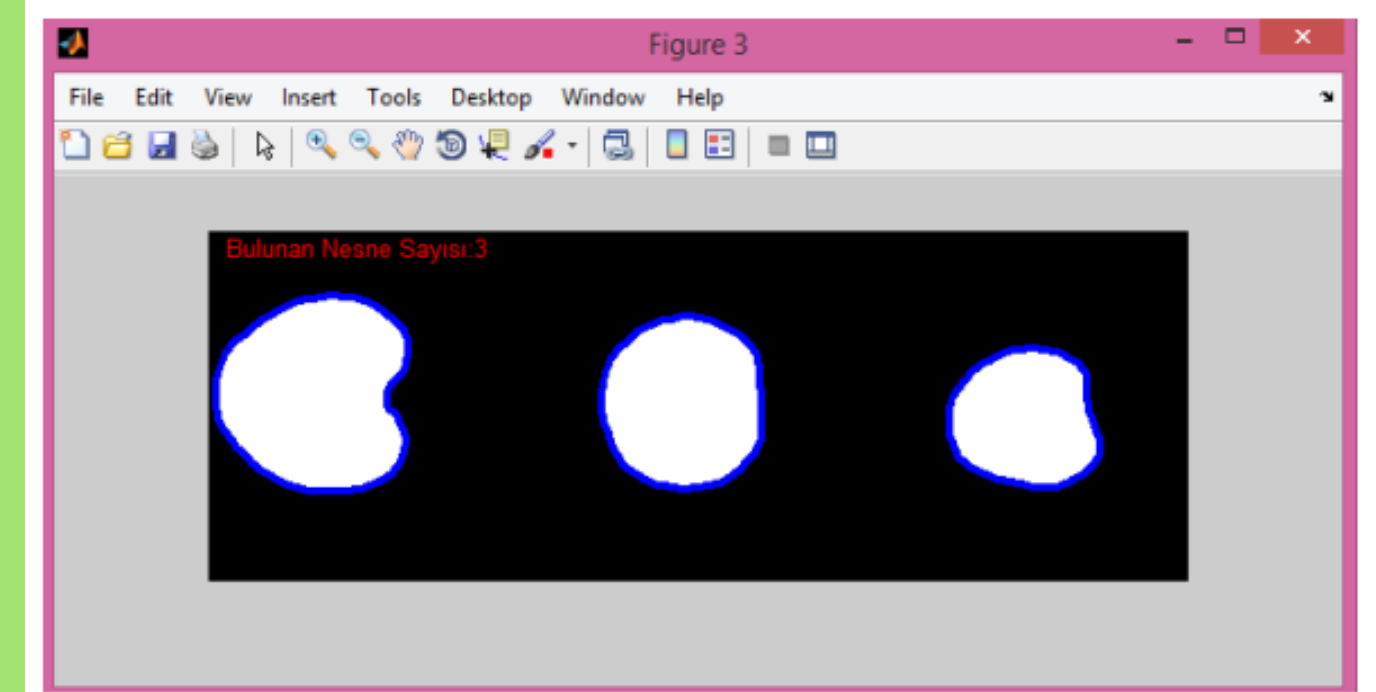 Figure 3
File Edit View Insert Tools Desktop Window Help
Bulunan Nesne Sayısı:3